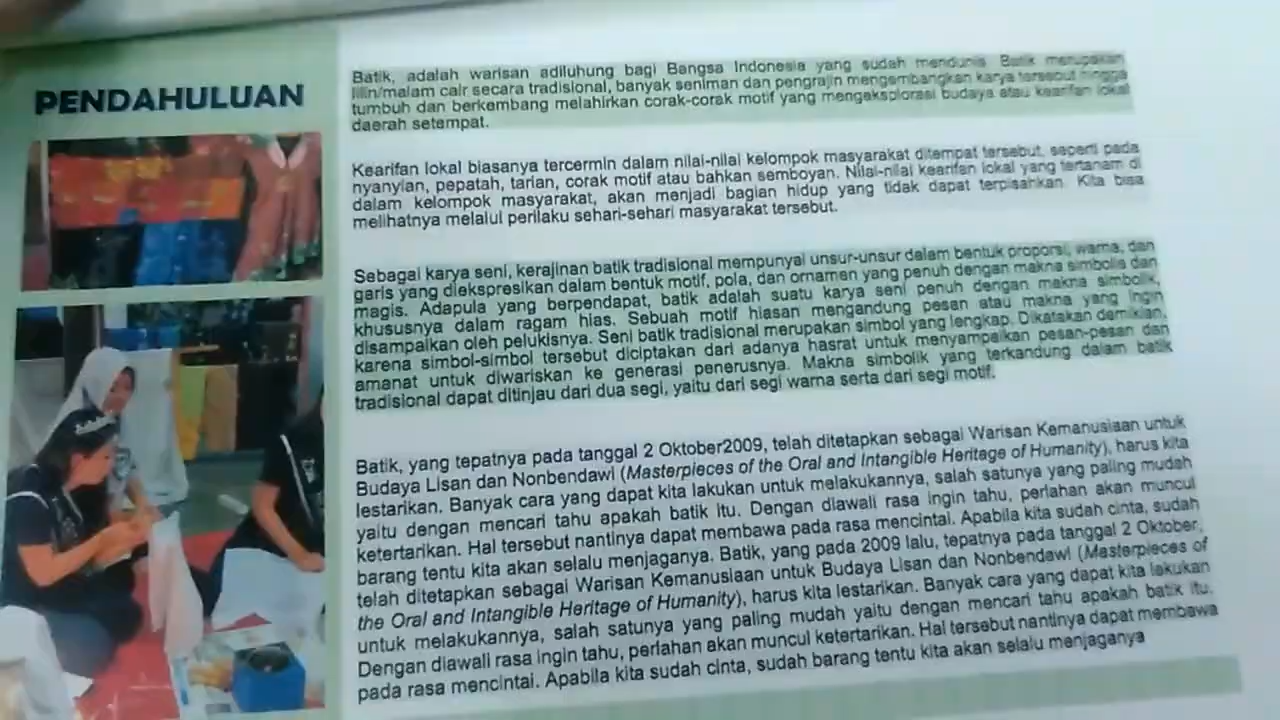 PENDAHULUAN
Batik, adalah warisan adiluhung bagi Bangsa Indonesia yang sudah mendunia. Batik merupakan
lilin/malam cair secara tradisional, banyak seniman dan pengrajin mengembangkan karya tersebut hingga
tumbuh dan berkembang melahirkan corak-corak motif yang mengeksplorasi budaya atau kearifan lokal
daerah setempat.
Kearifan lokal biasanya tercermin dalam nilai-nilai kelompok masyarakat ditempat tersebut, seperti pada
nyanyian, pepatah, tarian, corak motif atau bahkan semboyan. Nilai-nilai kearifan lokal yang tertanam di
dalam kelompok masyarakat, akan menjadi bagian hidup yang tidak dapat terpisahkan. Kita bisa
melihatnya melalui perilaku sehari-sehari masyarakat tersebut.
Sebagai karya seni, kerajinan batik tradisional mempunyai unsur-unsur dalam bentuk proporsi, warna, dan
garis yang diekspresikan dalam bentuk motif, pola, dan ornamen yang penuh dengan makna simbolis dan
magis. Adapula yang berpendapat, batik adalah suatu karya seni penuh dengan makna simbolik,
khususnya dalam ragam hias. Sebuah motif hiasan mengandung pesan atau makna yang ingin
disampaikan oleh pelukisnya. Seni batik tradisional merupakan simbol yang lengkap. Dikatakan demikian,
karena simbol-simbol tersebut diciptakan dari adanya hasrat untuk menyampaikan pesan-pesan dan
amanat untuk diwariskan ke generasi penerusnya. Makna simbolik yang terkandung dalam batik
tradisional dapat ditinjau dari dua segi, yaitu dari segi warna serta dari segi motif.
Batik, yang tepatnya pada tanggal 2 Oktober2009, telah ditetapkan sebagai Warisan Kemanusiaan untuk
Budaya Lisan dan Nonbendawi (Masterpieces of the Oral and Intangible Heritage of Humanity), harus kita
lestarikan. Banyak cara yang dapat kita lakukan untuk melakukannya, salah satunya yang paling mudah
yaitu dengan mencari tahu apakah batik itu. Dengan diawali rasa ingin tahu, perlahan akan muncul
ketertarikan. Hal tersebut nantinya dapat membawa pada rasa mencintai. Apabila kita sudah cinta, sudah
barang tentu kita akan selalu menjaganya. Batik, yang pada 2009 lalu, tepatnya pada tanggal 2 Oktober,
telah ditetapkan sebagai Warisan Kemanusiaan untuk Budaya Lisan dan Nonbendawi (Masterpieces of
the Oral and Intangible Heritage of Humanity), harus kita lestarikan. Banyak cara yang dapat kita lakukan
untuk melakukannya, salah satunya yang paling mudah yaitu dengan mencari tahu apakah batik itu.
Dengan diawali rasa ingin tahu, perlahan akan muncul ketertarikan. Hal tersebut nantinya dapat membawa
pada rasa mencintai. Apabila kita sudah cinta, sudah barang tentu kita akan selalu menjaganya